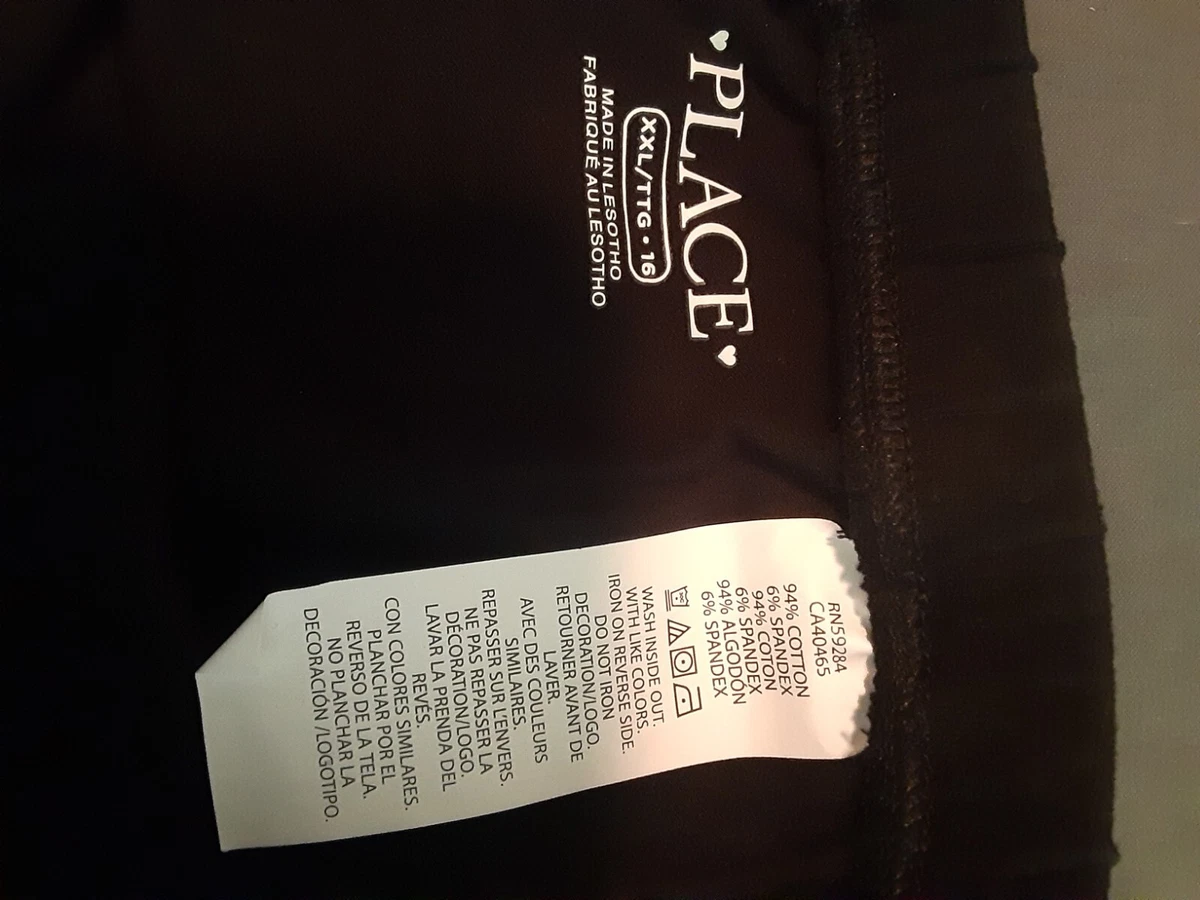 PLACE
XXL/TTG • 16
MADE IN LESOTHO
FABRIQUÉ AU LESOTHO
RN59284
CA40465
94% COTTON
6% SPANDEX
94% COTON
6% SPANDEX
94% ALGODÓN
6% SPANDEX
WASH INSIDE OUT.
WITH LIKE COLORS.
IRON ON REVERSE SIDE.
DO NOT IRON
DECORATION/LOGO.
RETOURNER AVANT DE
LAVER.
AVEC DES COULEURS
SIMILAIRES.
REPASSER SUR L'ENVERS.
NE PAS REPASSER LA
DÉCORATION/LOGO.
LAVAR LA PRENDA DEL
REVÉS.
CON COLORES SIMILARES.
PLANCHAR POR EL
REVERSO DE LA TELA.
NO PLANCHAR LA
DECORACIÓN /LOGOTIPO.